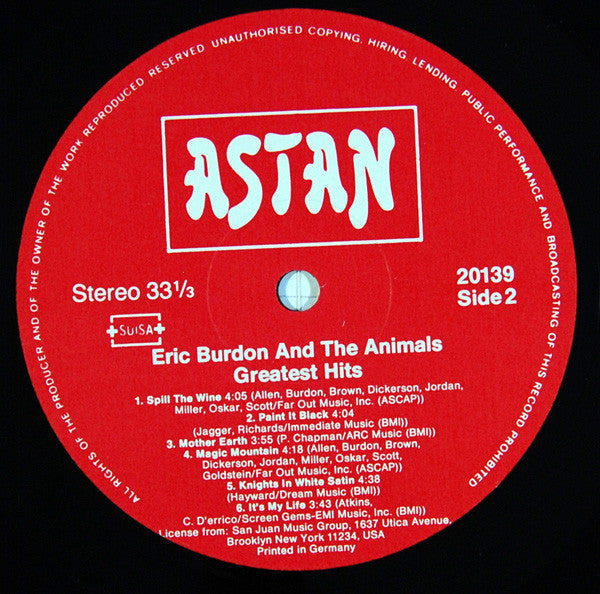 ALL RIGHTS OF THE PRODUCER AND OF THE OWNER OF THE WORK REPRODUCED RESERVED UNAUTHORISED COPYING, HIRING, LENDING, PUBLIC PERFORMANCE AND BROADCASTING OF THIS RECORD PROHIBITED
ASTAN
Stereo 33⅓
20139
Side 2
SUISA
Eric Burdon And The Animals
Greatest Hits
1. Spill The Wine 4:05 (Allen, Burdon, Brown, Dickerson, Jordan,
Miller, Oskar, Scott/Far Out Music, Inc. (ASCAP))
2. Paint It Black 4:04
(Jagger, Richards/Immediate Music (BMI))
3. Mother Earth 3:55 (P. Chapman/ARC Music (BMI))
4. Magic Mountain 4:18 (Allen, Burdon, Brown,
Dickerson, Jordan, Miller, Oskar, Scott,
Goldstein/Far Out Music, Inc. (ASCAP))
5. Knights In White Satin 4:38
(Hayward/Dream Music (BMI))
6. It's My Life 3:43 (Atkins,
C. D'errico/Screen Gems-EMI Music, Inc. (BMI))
License from: San Juan Music Group, 1637 Utica Avenue,
Brooklyn New York 11234, USA
Printed in Germany